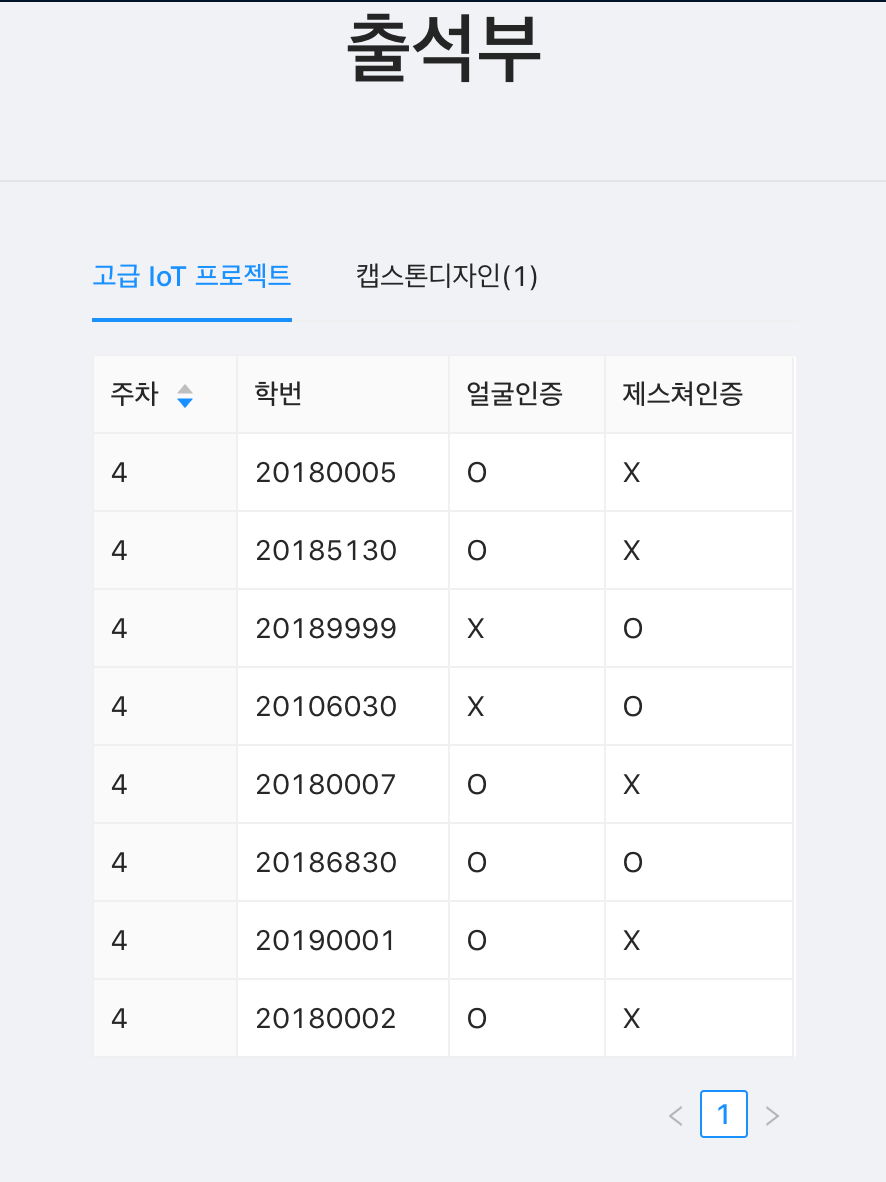 출석부
고급 IoT 프로젝트 캡스톤디자인(1)
주차 학번 얼굴인증 제스쳐인증
4 20180005 O X
4 20185130 O X
4 20189999 X O
4 20106030 X O
4 20180007 O X
4 20186830 O O
4 20190001 O X
4 20180002 O X
< 1 >